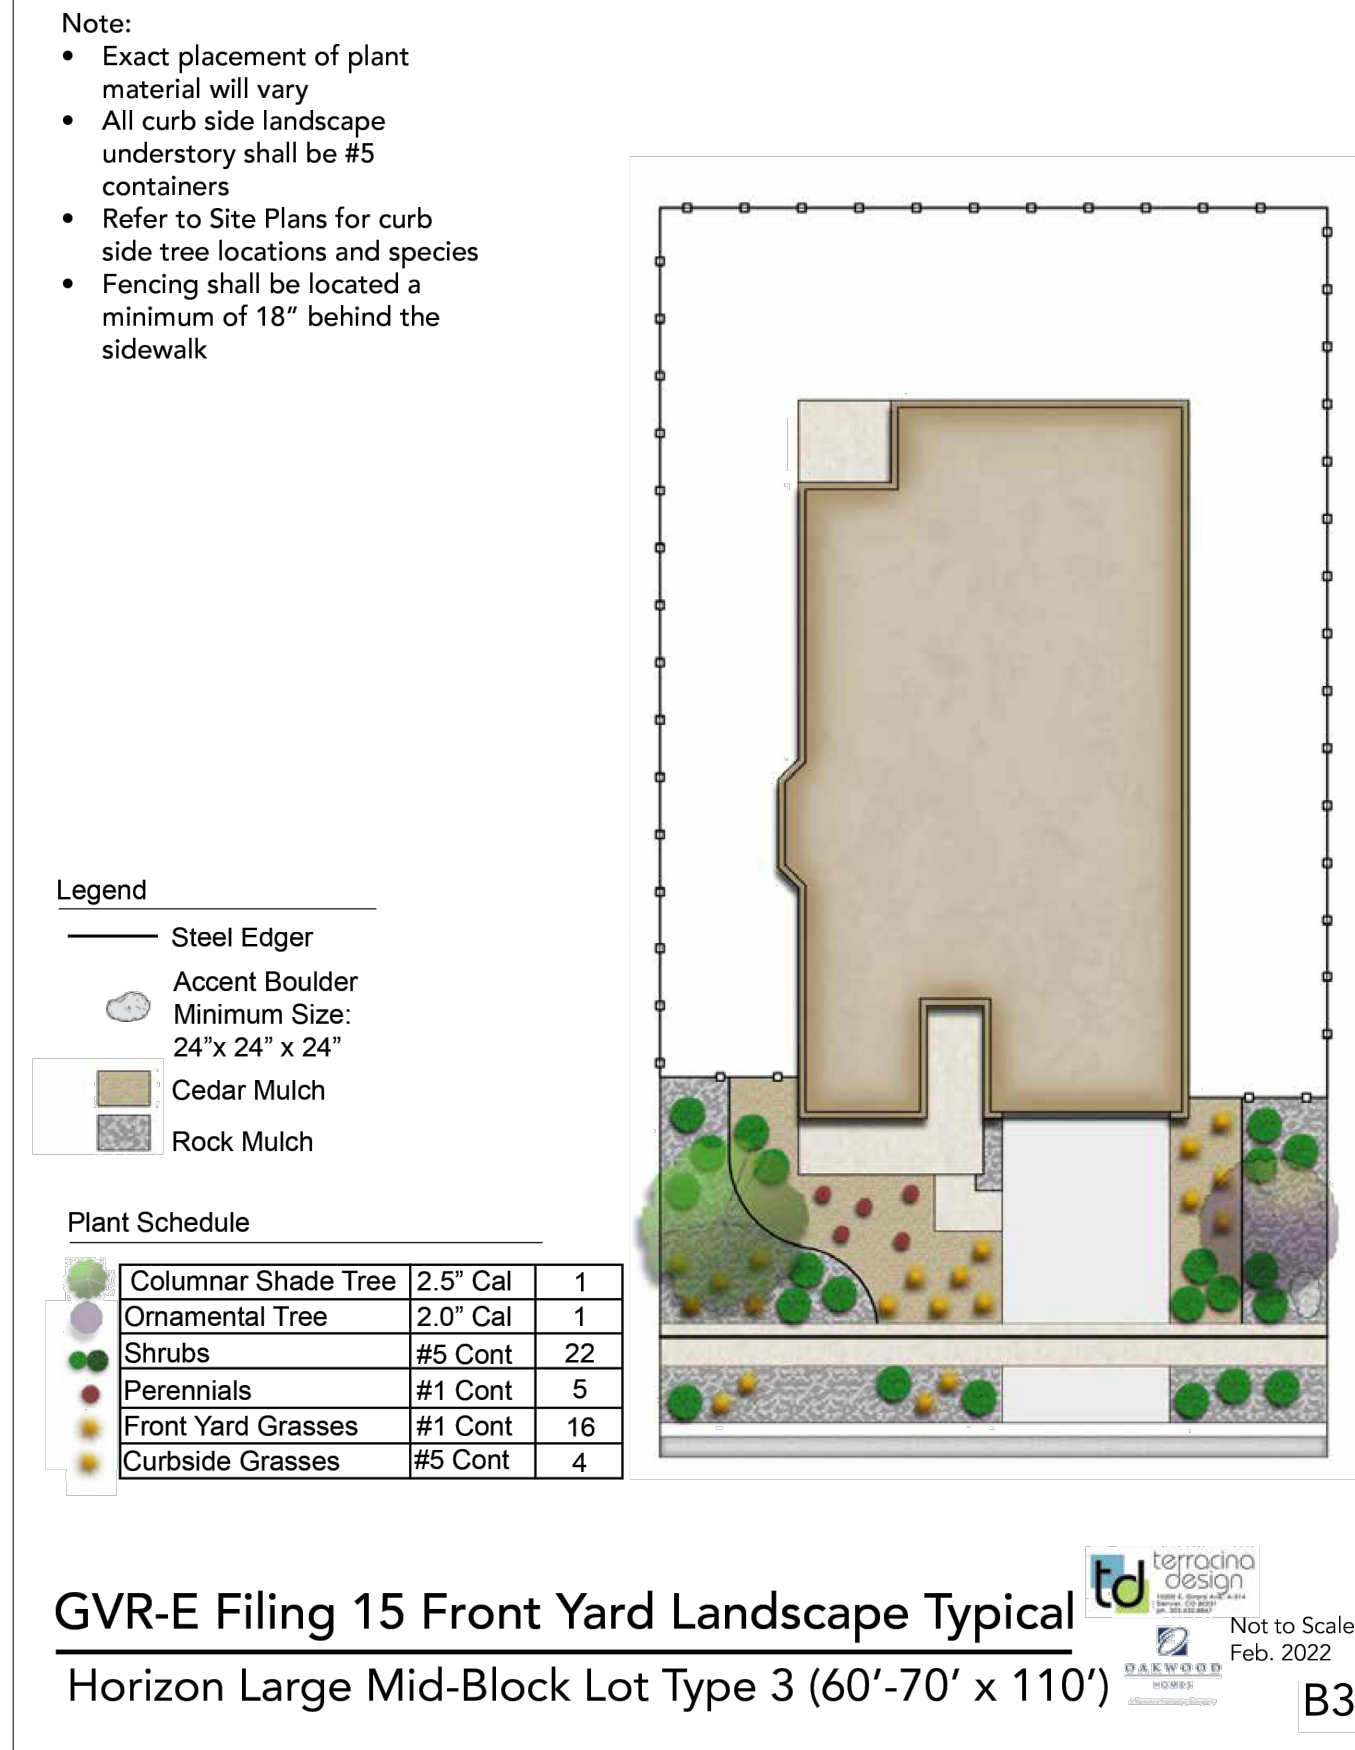 Note:
• Exact placement of plant
material will vary
• All curb side landscape
understory shall be #5
containers
• Refer to Site Plans for curb
side tree locations and species
• Fencing shall be located a
minimum of 18” behind the
sidewalk
Legend
Steel Edger
Accent Boulder
Minimum Size:
24”x 24” x 24”
Cedar Mulch
Rock Mulch
Plant Schedule
Columnar Shade Tree 2.5” Cal 1
Ornamental Tree 2.0” Cal 1
Shrubs #5 Cont 22
Perennials #1 Cont 5
Front Yard Grasses #1 Cont 16
Curbside Grasses #5 Cont 4
GVR-E Filing 15 Front Yard Landscape Typical
Horizon Large Mid-Block Lot Type 3 (60’-70’ x 110’)
td terracina
design
OAKWOOD
HOMES
Not to Scale
Feb. 2022
B3